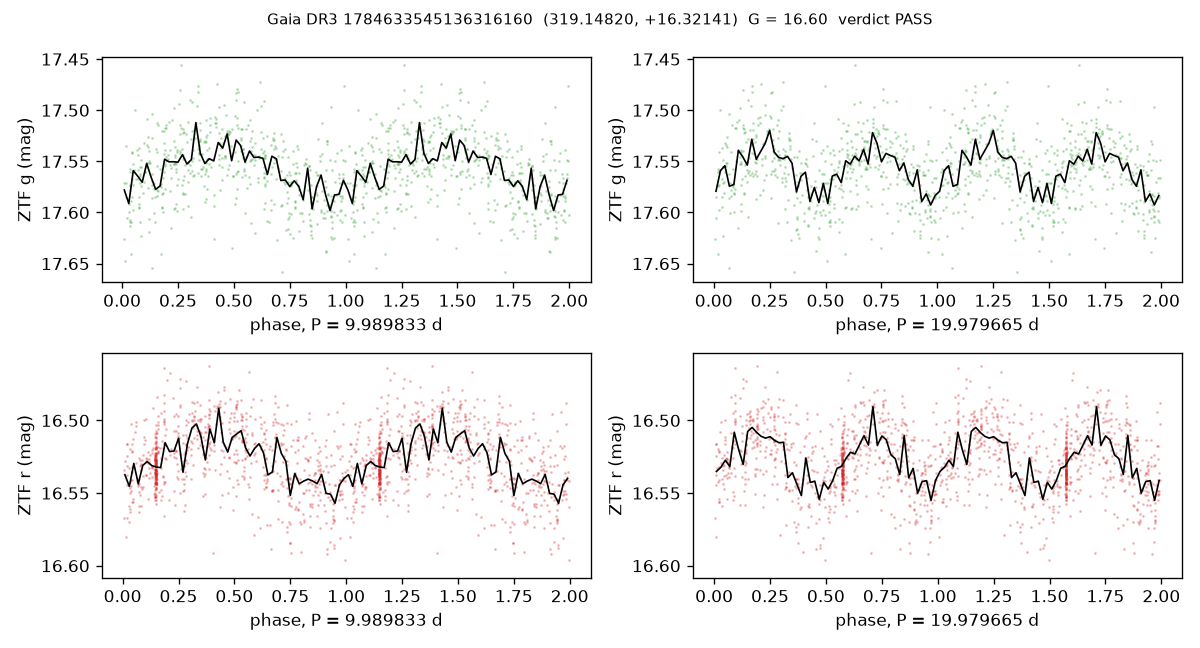 Gaia DR3 1784633545136316160  (319.14820, +16.32141)  G = 16.60  verdict PASS
ZTF g (mag)
17.45
17.50
17.55
17.60
17.65
0.00 0.25 0.50 0.75 1.00 1.25 1.50 1.75 2.00
phase, P = 9.989833 d
ZTF g (mag)
17.45
17.50
17.55
17.60
17.65
0.00 0.25 0.50 0.75 1.00 1.25 1.50 1.75 2.00
phase, P = 19.979665 d
ZTF r (mag)
16.50
16.55
16.60
0.00 0.25 0.50 0.75 1.00 1.25 1.50 1.75 2.00
phase, P = 9.989833 d
ZTF r (mag)
16.50
16.55
16.60
0.00 0.25 0.50 0.75 1.00 1.25 1.50 1.75 2.00
phase, P = 19.979665 d